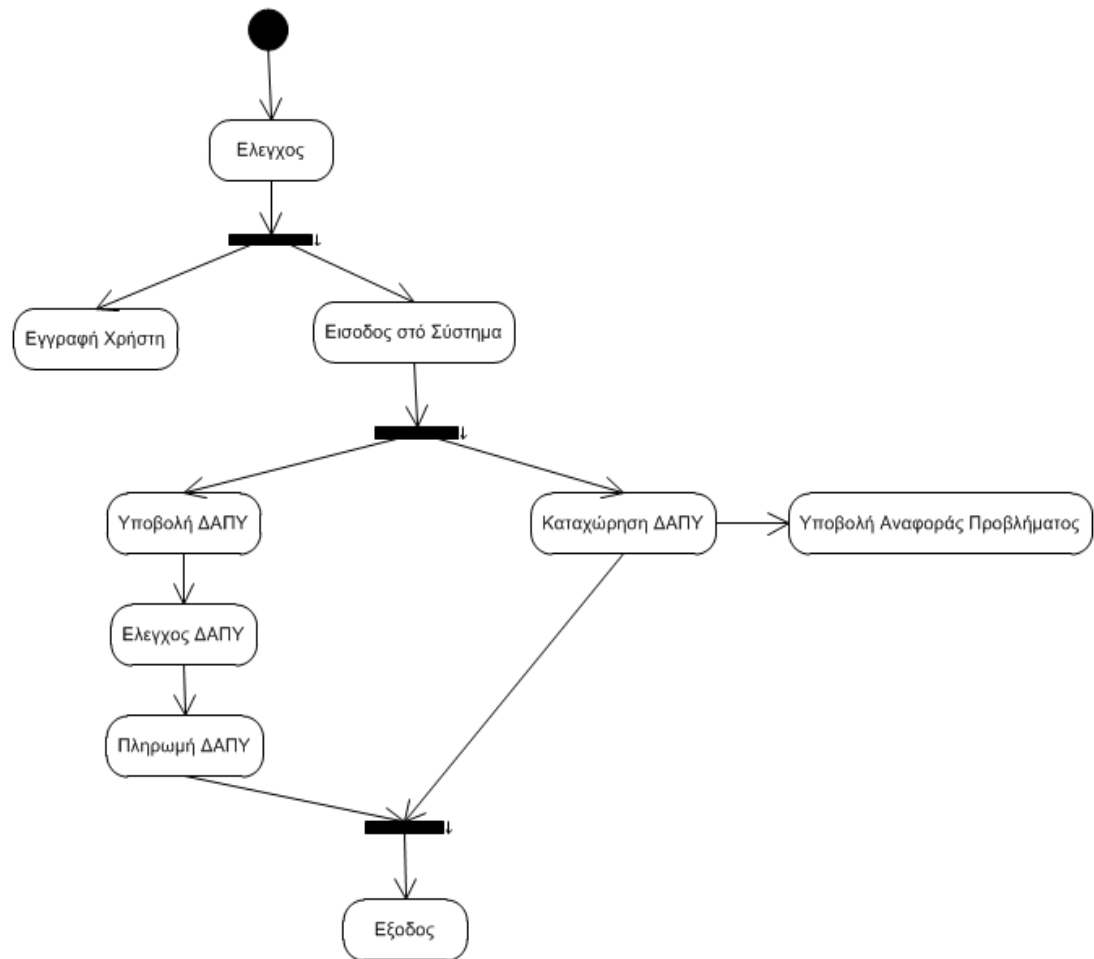 Ελεγχος
Εγγραφή Χρήστη
Εισοδος στό Σύστημα
Υποβολή ΔΑΠΥ
Καταχώρηση ΔΑΠΥ
Υποβολή Αναφοράς Προβλήματος
Ελεγχος ΔΑΠΥ
Πληρωμή ΔΑΠΥ
Εξοδος